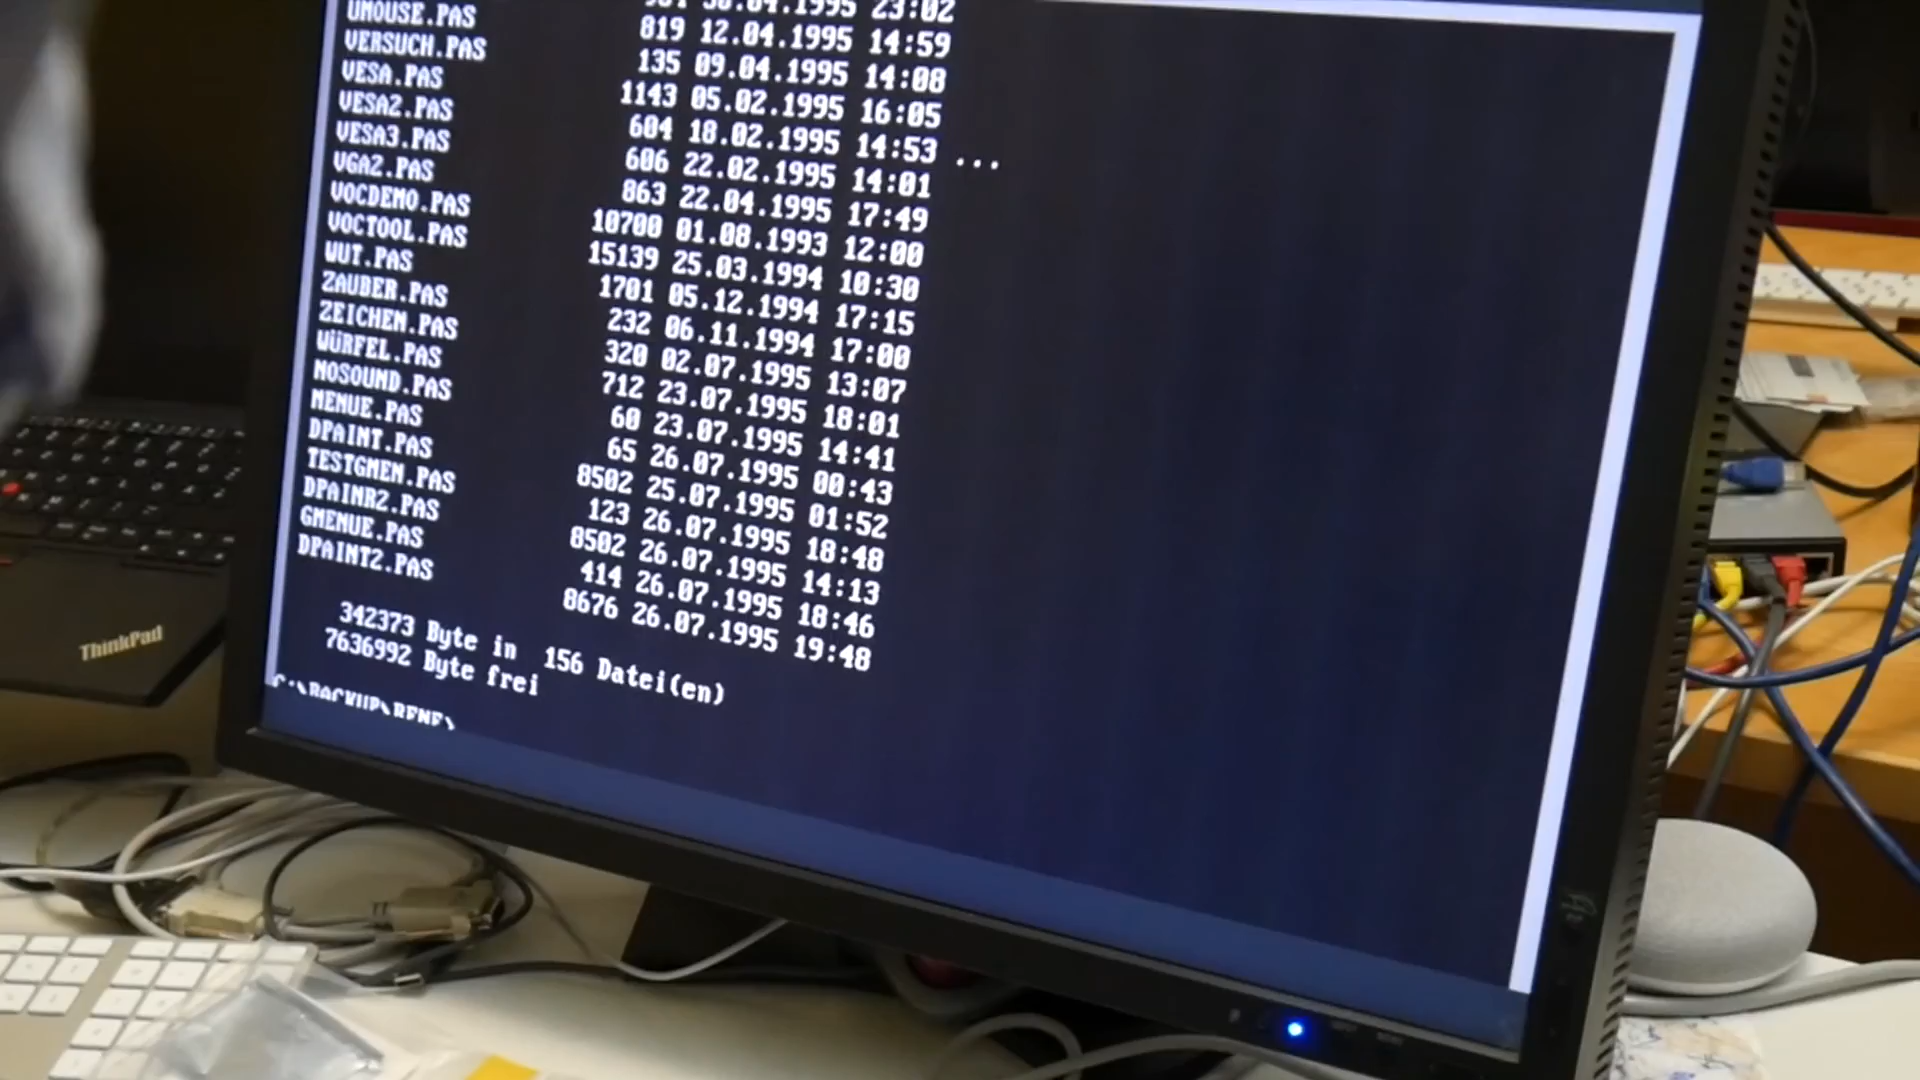 .1995 23:02
UMOUSE.PAS 819 12.04.1995 14:59
VERSUCH.PAS 135 09.04.1995 14:08
VESA.PAS 1143 05.02.1995 16:05
VESA2.PAS 604 18.02.1995 14:53 ...
VESA3.PAS 606 22.02.1995 14:01
VGA2.PAS 863 22.04.1995 17:49
VOCDEMO.PAS 10700 01.08.1993 12:00
VOCTOOL.PAS 15139 25.03.1994 10:30
WUT.PAS 1701 05.12.1994 17:15
ZAUBER.PAS 232 06.11.1994 17:00
ZEICHEN.PAS 320 02.07.1995 13:07
WÜRFEL.PAS 712 23.07.1995 18:01
NOSOUND.PAS 60 23.07.1995 14:41
MENUE.PAS 65 26.07.1995 00:43
DPAINT.PAS 8502 25.07.1995 01:52
TESTGMEN.PAS 123 26.07.1995 18:48
DPAINR2.PAS 8502 26.07.1995 14:13
GMENUE.PAS 414 26.07.1995 18:46
DPAINT2.PAS 8676 26.07.1995 19:48
342373 Byte in 156 Datei(en)
7636992 Byte frei
C:\BACKUP\RENE\
ThinkPad